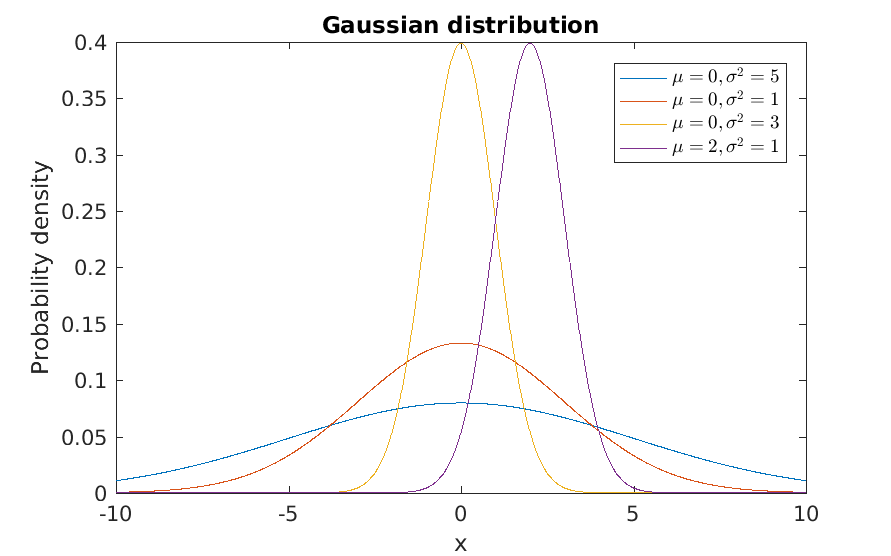 Gaussian distribution
0.4
0.35
0.3
0.25
0.2
0.15
0.1
0.05
0
Probability density
μ = 0, σ² = 5
μ = 0, σ² = 1
μ = 0, σ² = 3
μ = 2, σ² = 1
-10 -5 0 5 10
x